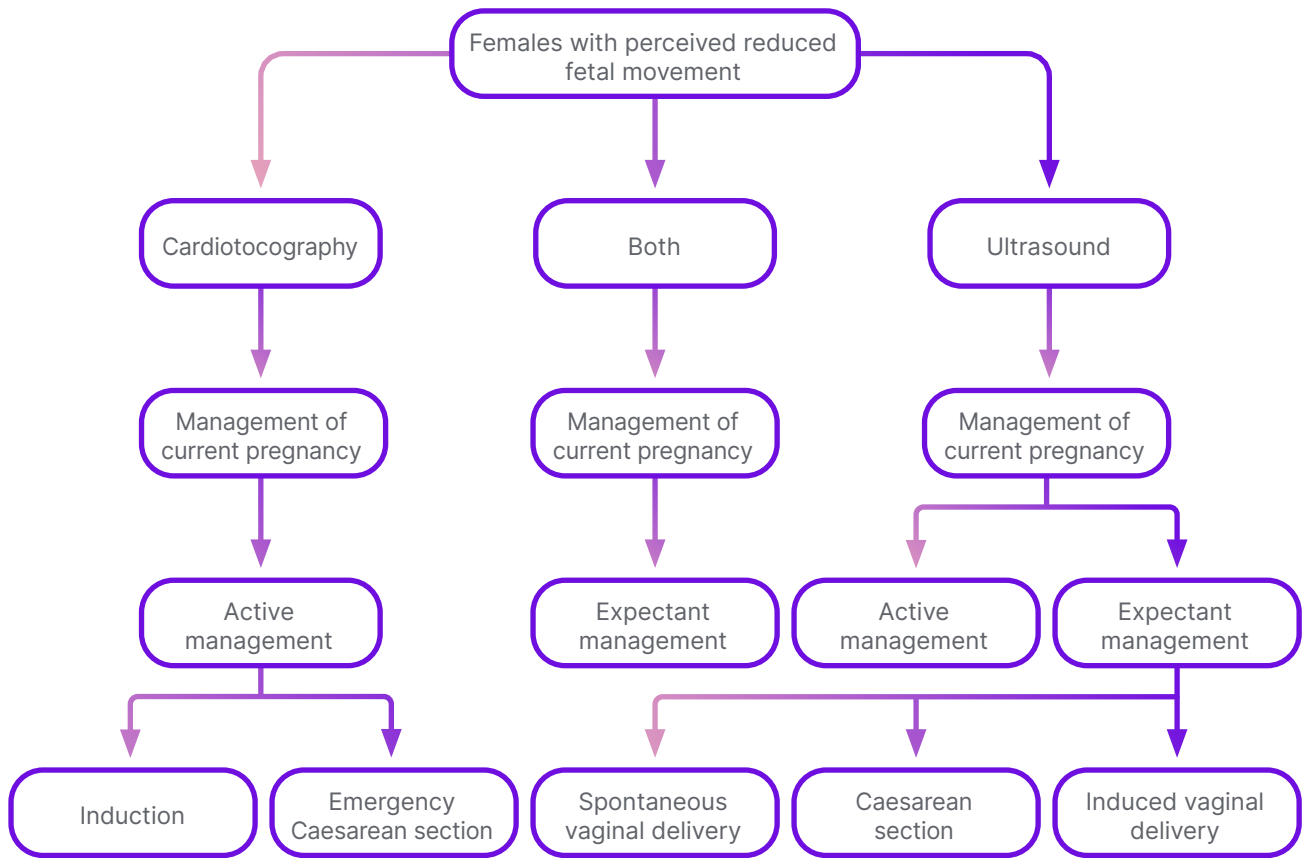 Females with perceived reduced
fetal movement
Cardiotocography
Both
Ultrasound
Management of
current pregnancy
Management of
current pregnancy
Management of
current pregnancy
Active
management
Expectant
management
Active
management
Expectant
management
Induction
Emergency
Caesarean section
Spontaneous
vaginal delivery
Caesarean
section
Induced vaginal
delivery